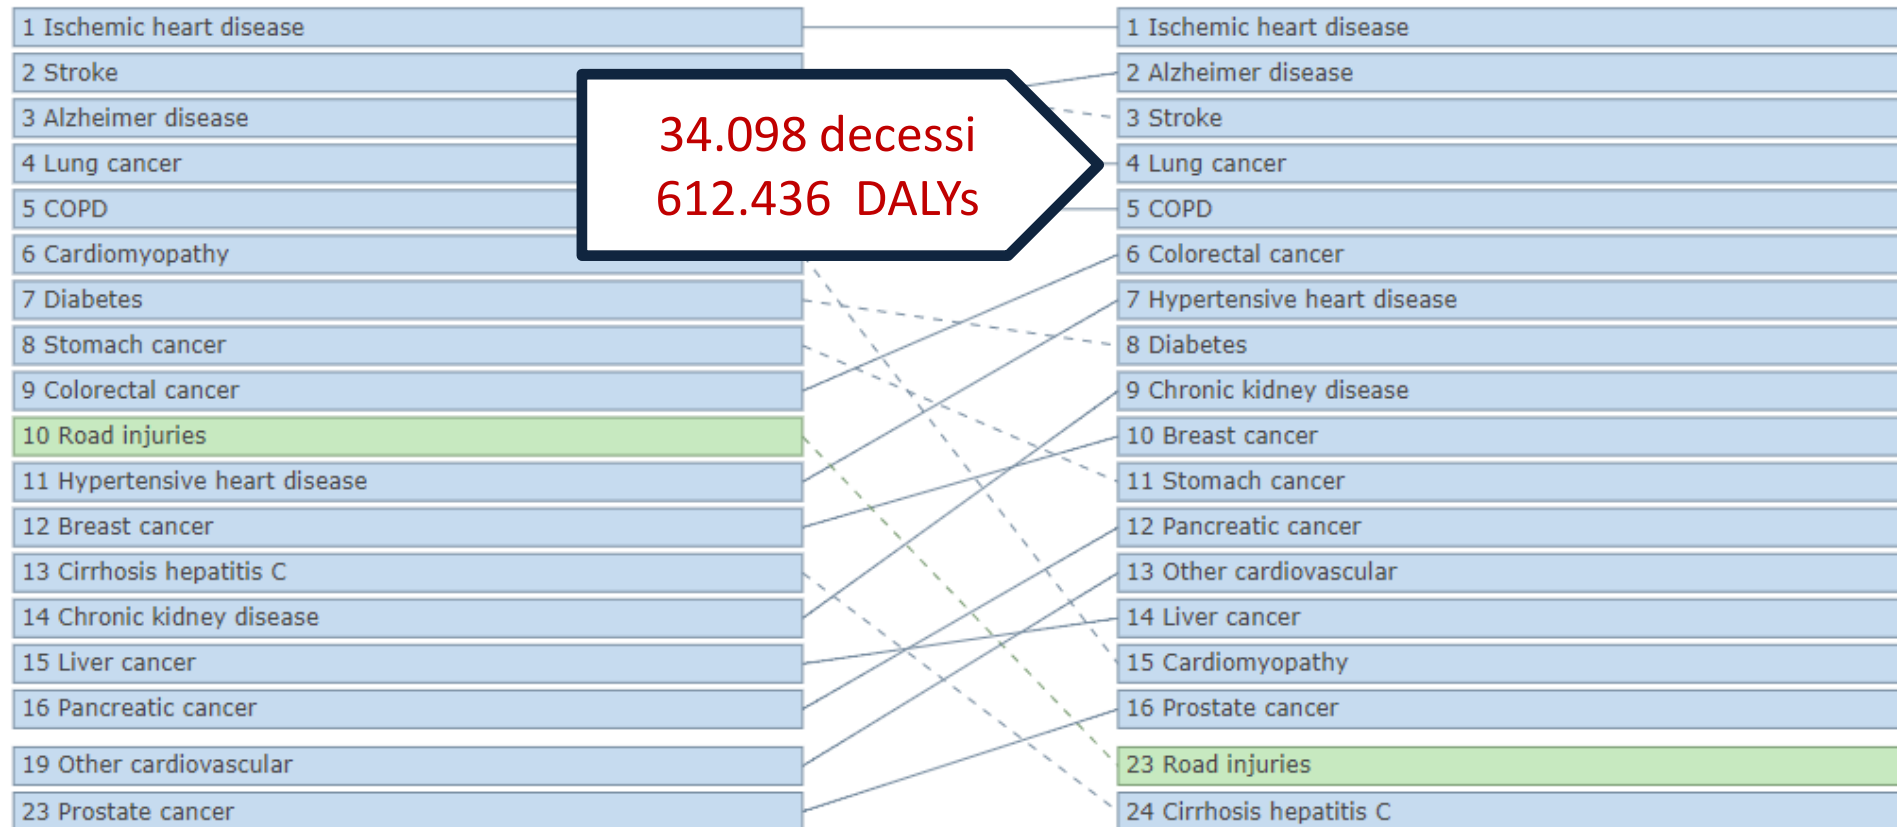 1 Ischemic heart disease
2 Stroke
3 Alzheimer disease
4 Lung cancer
5 COPD
6 Cardiomyopathy
7 Diabetes
8 Stomach cancer
9 Colorectal cancer
10 Road injuries
11 Hypertensive heart disease
12 Breast cancer
13 Cirrhosis hepatitis C
14 Chronic kidney disease
15 Liver cancer
16 Pancreatic cancer
19 Other cardiovascular
23 Prostate cancer
34.098 decessi
612.436 DALYs
1 Ischemic heart disease
2 Alzheimer disease
3 Stroke
4 Lung cancer
5 COPD
6 Colorectal cancer
7 Hypertensive heart disease
8 Diabetes
9 Chronic kidney disease
10 Breast cancer
11 Stomach cancer
12 Pancreatic cancer
13 Other cardiovascular
14 Liver cancer
15 Cardiomyopathy
16 Prostate cancer
23 Road injuries
24 Cirrhosis hepatitis C